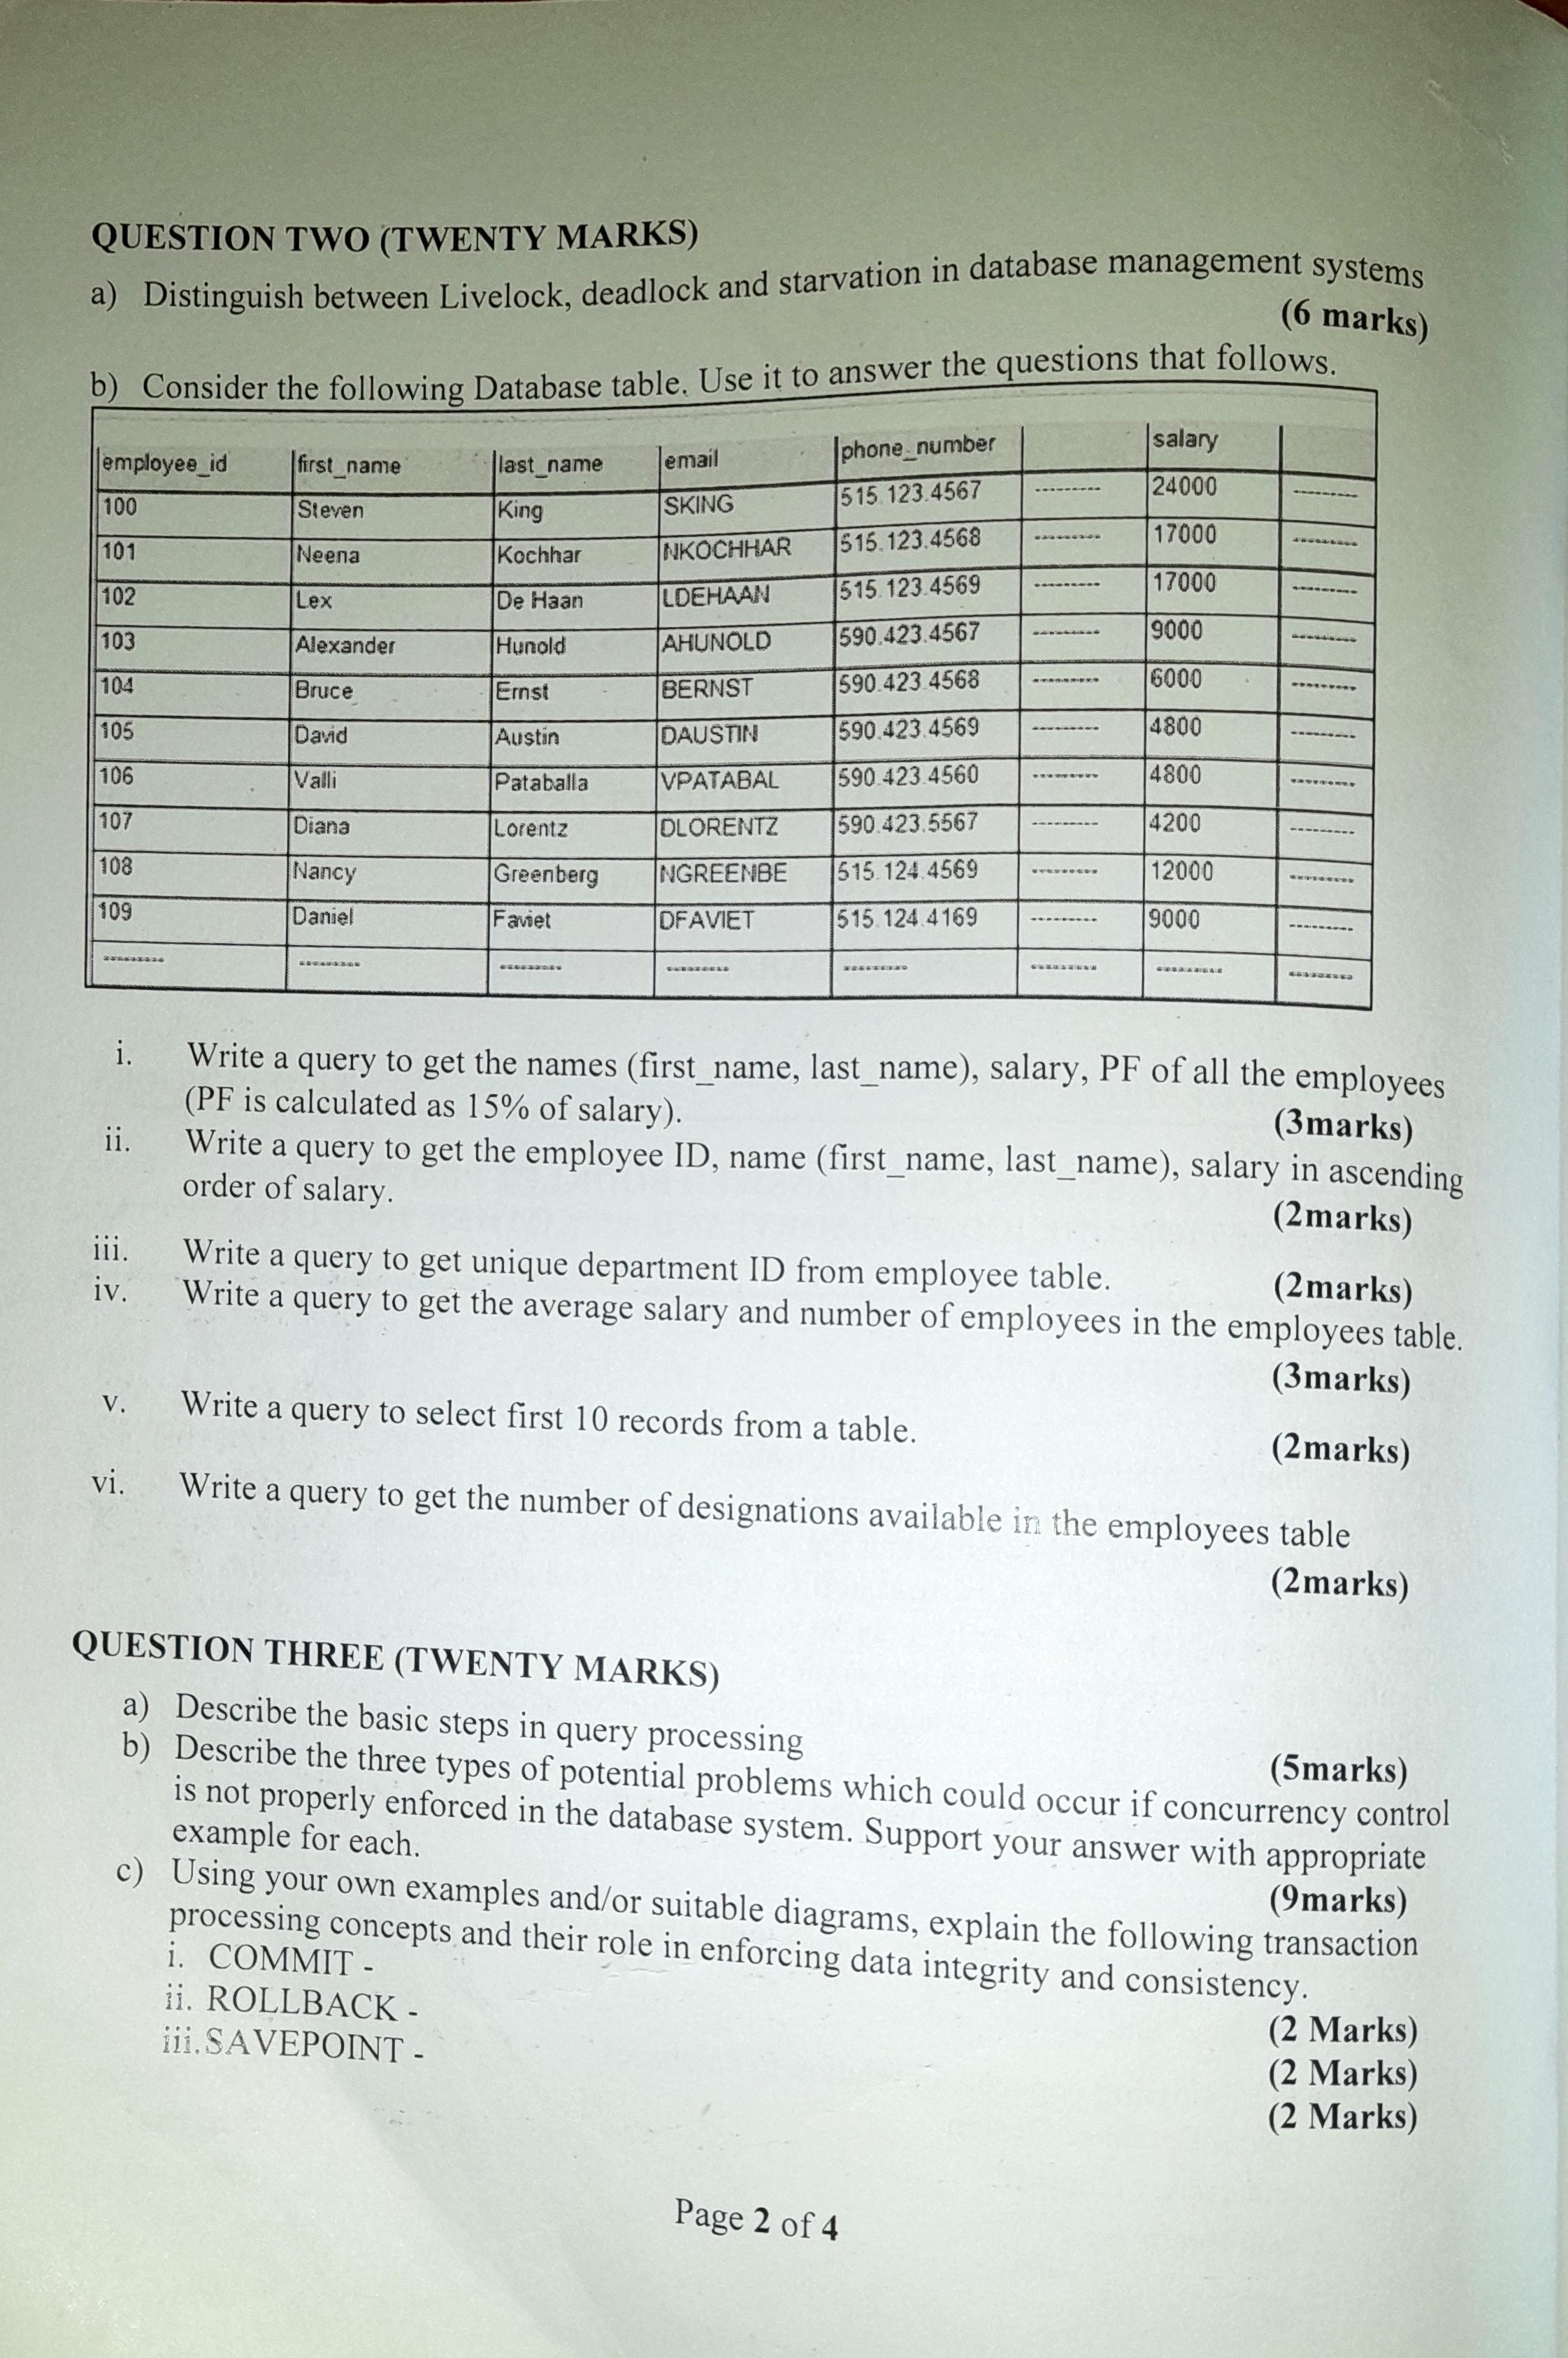 QUESTION TWO (TWENTY MARKS)
a) Distinguish between Livelock, deadlock and starvation in database management systems
(6 marks)
b) Consider the following Database table. Use it to answer the questions that follows.
employee_id first_name last_name email phone_number salary
100 Steven King SKING 515.123.4567 --------- 24000 ---------
101 Neena Kochhar NKOCHHAR 515.123.4568 --------- 17000 ---------
102 Lex De Haan LDEHAAN 515.123.4569 --------- 17000 ---------
103 Alexander Hunold AHUNOLD 590.423.4567 --------- 9000 ---------
104 Bruce Ernst BERNST 590.423.4568 --------- 6000 ---------
105 David Austin DAUSTIN 590.423.4569 --------- 4800 ---------
106 Valli Pataballa VPATABAL 590.423.4560 --------- 4800 ---------
107 Diana Lorentz DLORENTZ 590.423.5567 --------- 4200 ---------
108 Nancy Greenberg NGREENBE 515.124.4569 --------- 12000 ---------
109 Daniel Faviet DFAVIET 515.124.4169 --------- 9000 ---------
--------- --------- --------- --------- --------- --------- --------- ---------
i. Write a query to get the names (first_name, last_name), salary, PF of all the employees
(PF is calculated as 15% of salary). (3marks)
ii. Write a query to get the employee ID, name (first_name, last_name), salary in ascending
order of salary. (2marks)
iii. Write a query to get unique department ID from employee table. (2marks)
iv. Write a query to get the average salary and number of employees in the employees table.
(3marks)
v. Write a query to select first 10 records from a table.
(2marks)
vi. Write a query to get the number of designations available in the employees table
(2marks)
QUESTION THREE (TWENTY MARKS)
a) Describe the basic steps in query processing
(5marks)
b) Describe the three types of potential problems which could occur if concurrency control
is not properly enforced in the database system. Support your answer with appropriate
example for each.
(9marks)
c) Using your own examples and/or suitable diagrams, explain the following transaction
processing concepts and their role in enforcing data integrity and consistency.
i. COMMIT -
(2 Marks)
ii. ROLLBACK -
(2 Marks)
iii. SAVEPOINT -
(2 Marks)
Page 2 of 4